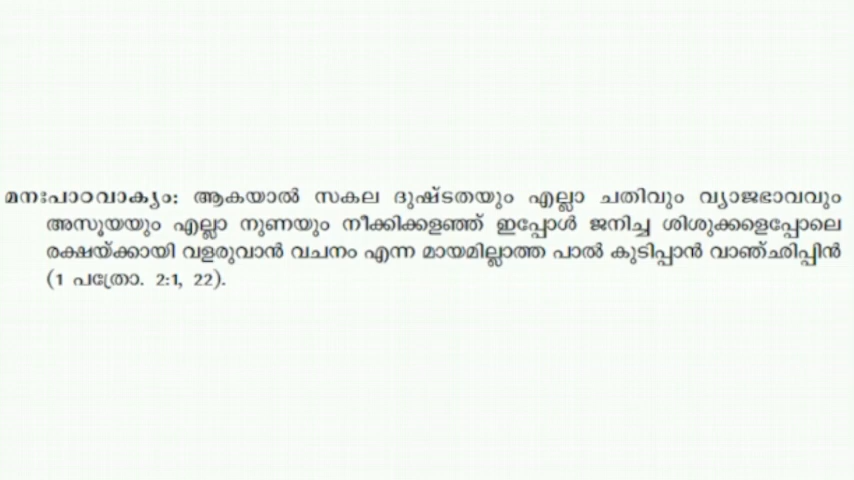 മനഃപാഠവാക്യം: ആകയാൽ സകല ദുഷ്ടതയും എല്ലാ ചതിവും വ്യാജഭാവവും
അസൂയയും എല്ലാ നുണയും നീക്കിക്കളഞ്ഞ് ഇപ്പോൾ ജനിച്ച ശിശുക്കളെപ്പോലെ
രക്ഷയ്ക്കായി വളരുവാൻ വചനം എന്ന മായമില്ലാത്ത പാൽ കുടിപ്പാൻ വാഞ്ഛിപ്പിൻ
(1 പത്രോ. 2:1, 22).